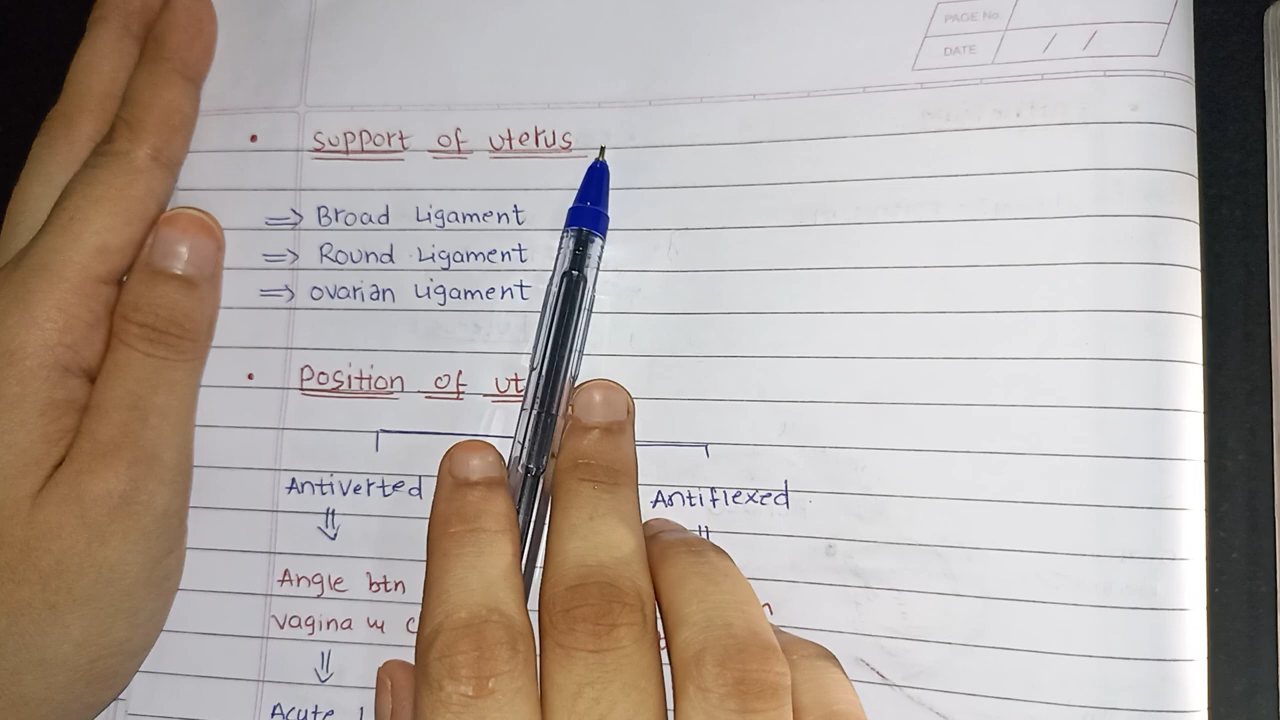 PAGE No.
DATE / /
• Support of uterus
⇒ Broad Ligament
⇒ Round Ligament
⇒ ovarian Ligament
• Position of
Antiverted Antiflexed
Angle btn
vagina
Acute